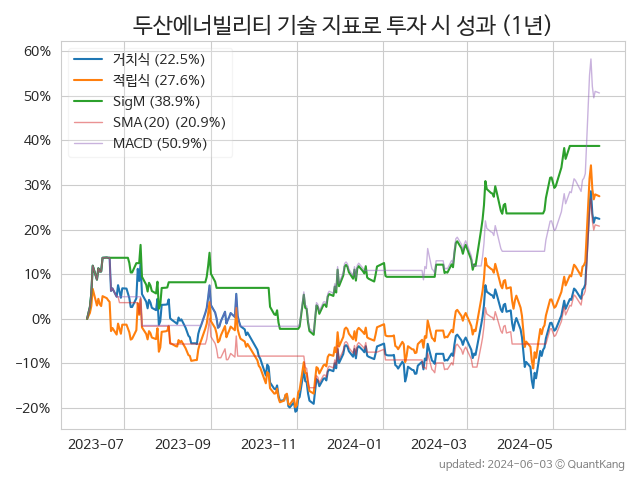 두산에너빌리티 기술 지표로 투자 시 성과 (1년)
60%
50%
40%
30%
20%
10%
0%
−10%
−20%
거치식 (22.5%)
적립식 (27.6%)
SigM (38.9%)
SMA(20) (20.9%)
MACD (50.9%)
2023−07
2023−09
2023−11
2024−01
2024−03
2024−05
updated: 2024-06-03 ⓒ QuantKang